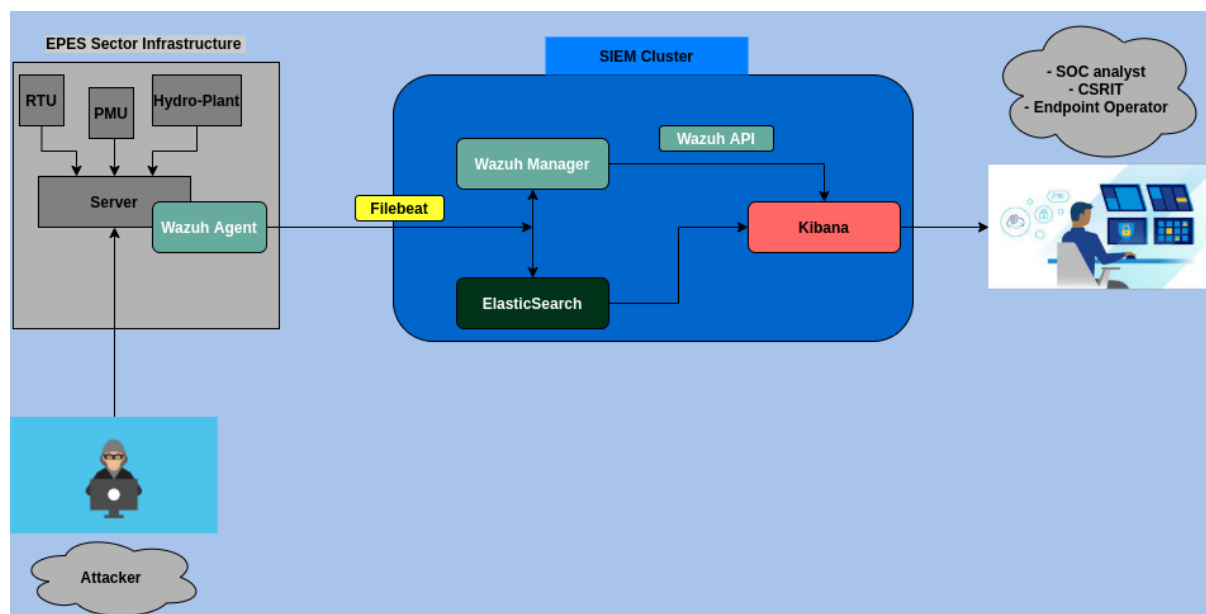 EPES Sector Infrastructure
RTU
PMU
Hydro-Plant
Server
Wazuh Agent
Filebeat
SIEM Cluster
Wazuh Manager
Wazuh API
ElasticSearch
Kibana
- SOC analyst
- CSRIT
- Endpoint Operator
Attacker